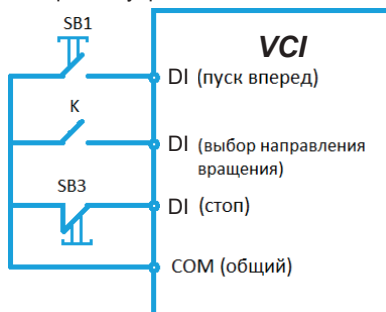 SB1
VCI
DI (пуск вперед)
K
DI (выбор направления
вращения)
SB3
DI (стоп)
COM (общий)